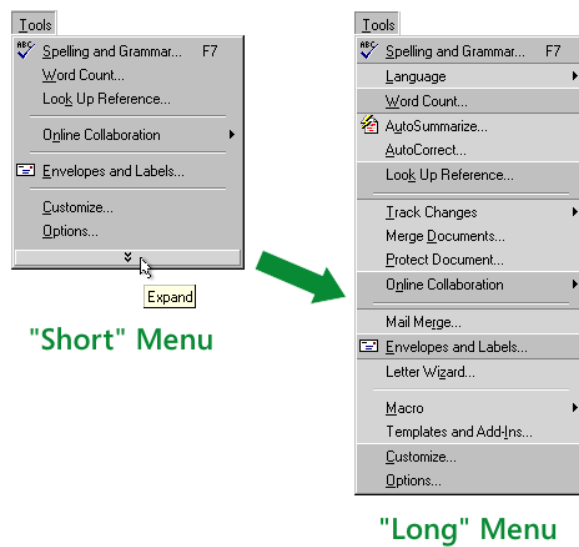 Tools
ABC Spelling and Grammar... F7
Word Count...
Look Up Reference...
Online Collaboration
Envelopes and Labels...
Customize...
Options...
Expand
"Short" Menu
Tools
ABC Spelling and Grammar... F7
Language
Word Count...
AutoSummarize...
AutoCorrect...
Look Up Reference...
Track Changes
Merge Documents...
Protect Document...
Online Collaboration
Mail Merge...
Envelopes and Labels...
Letter Wizard...
Macro
Templates and Add-Ins...
Customize...
Options...
"Long" Menu